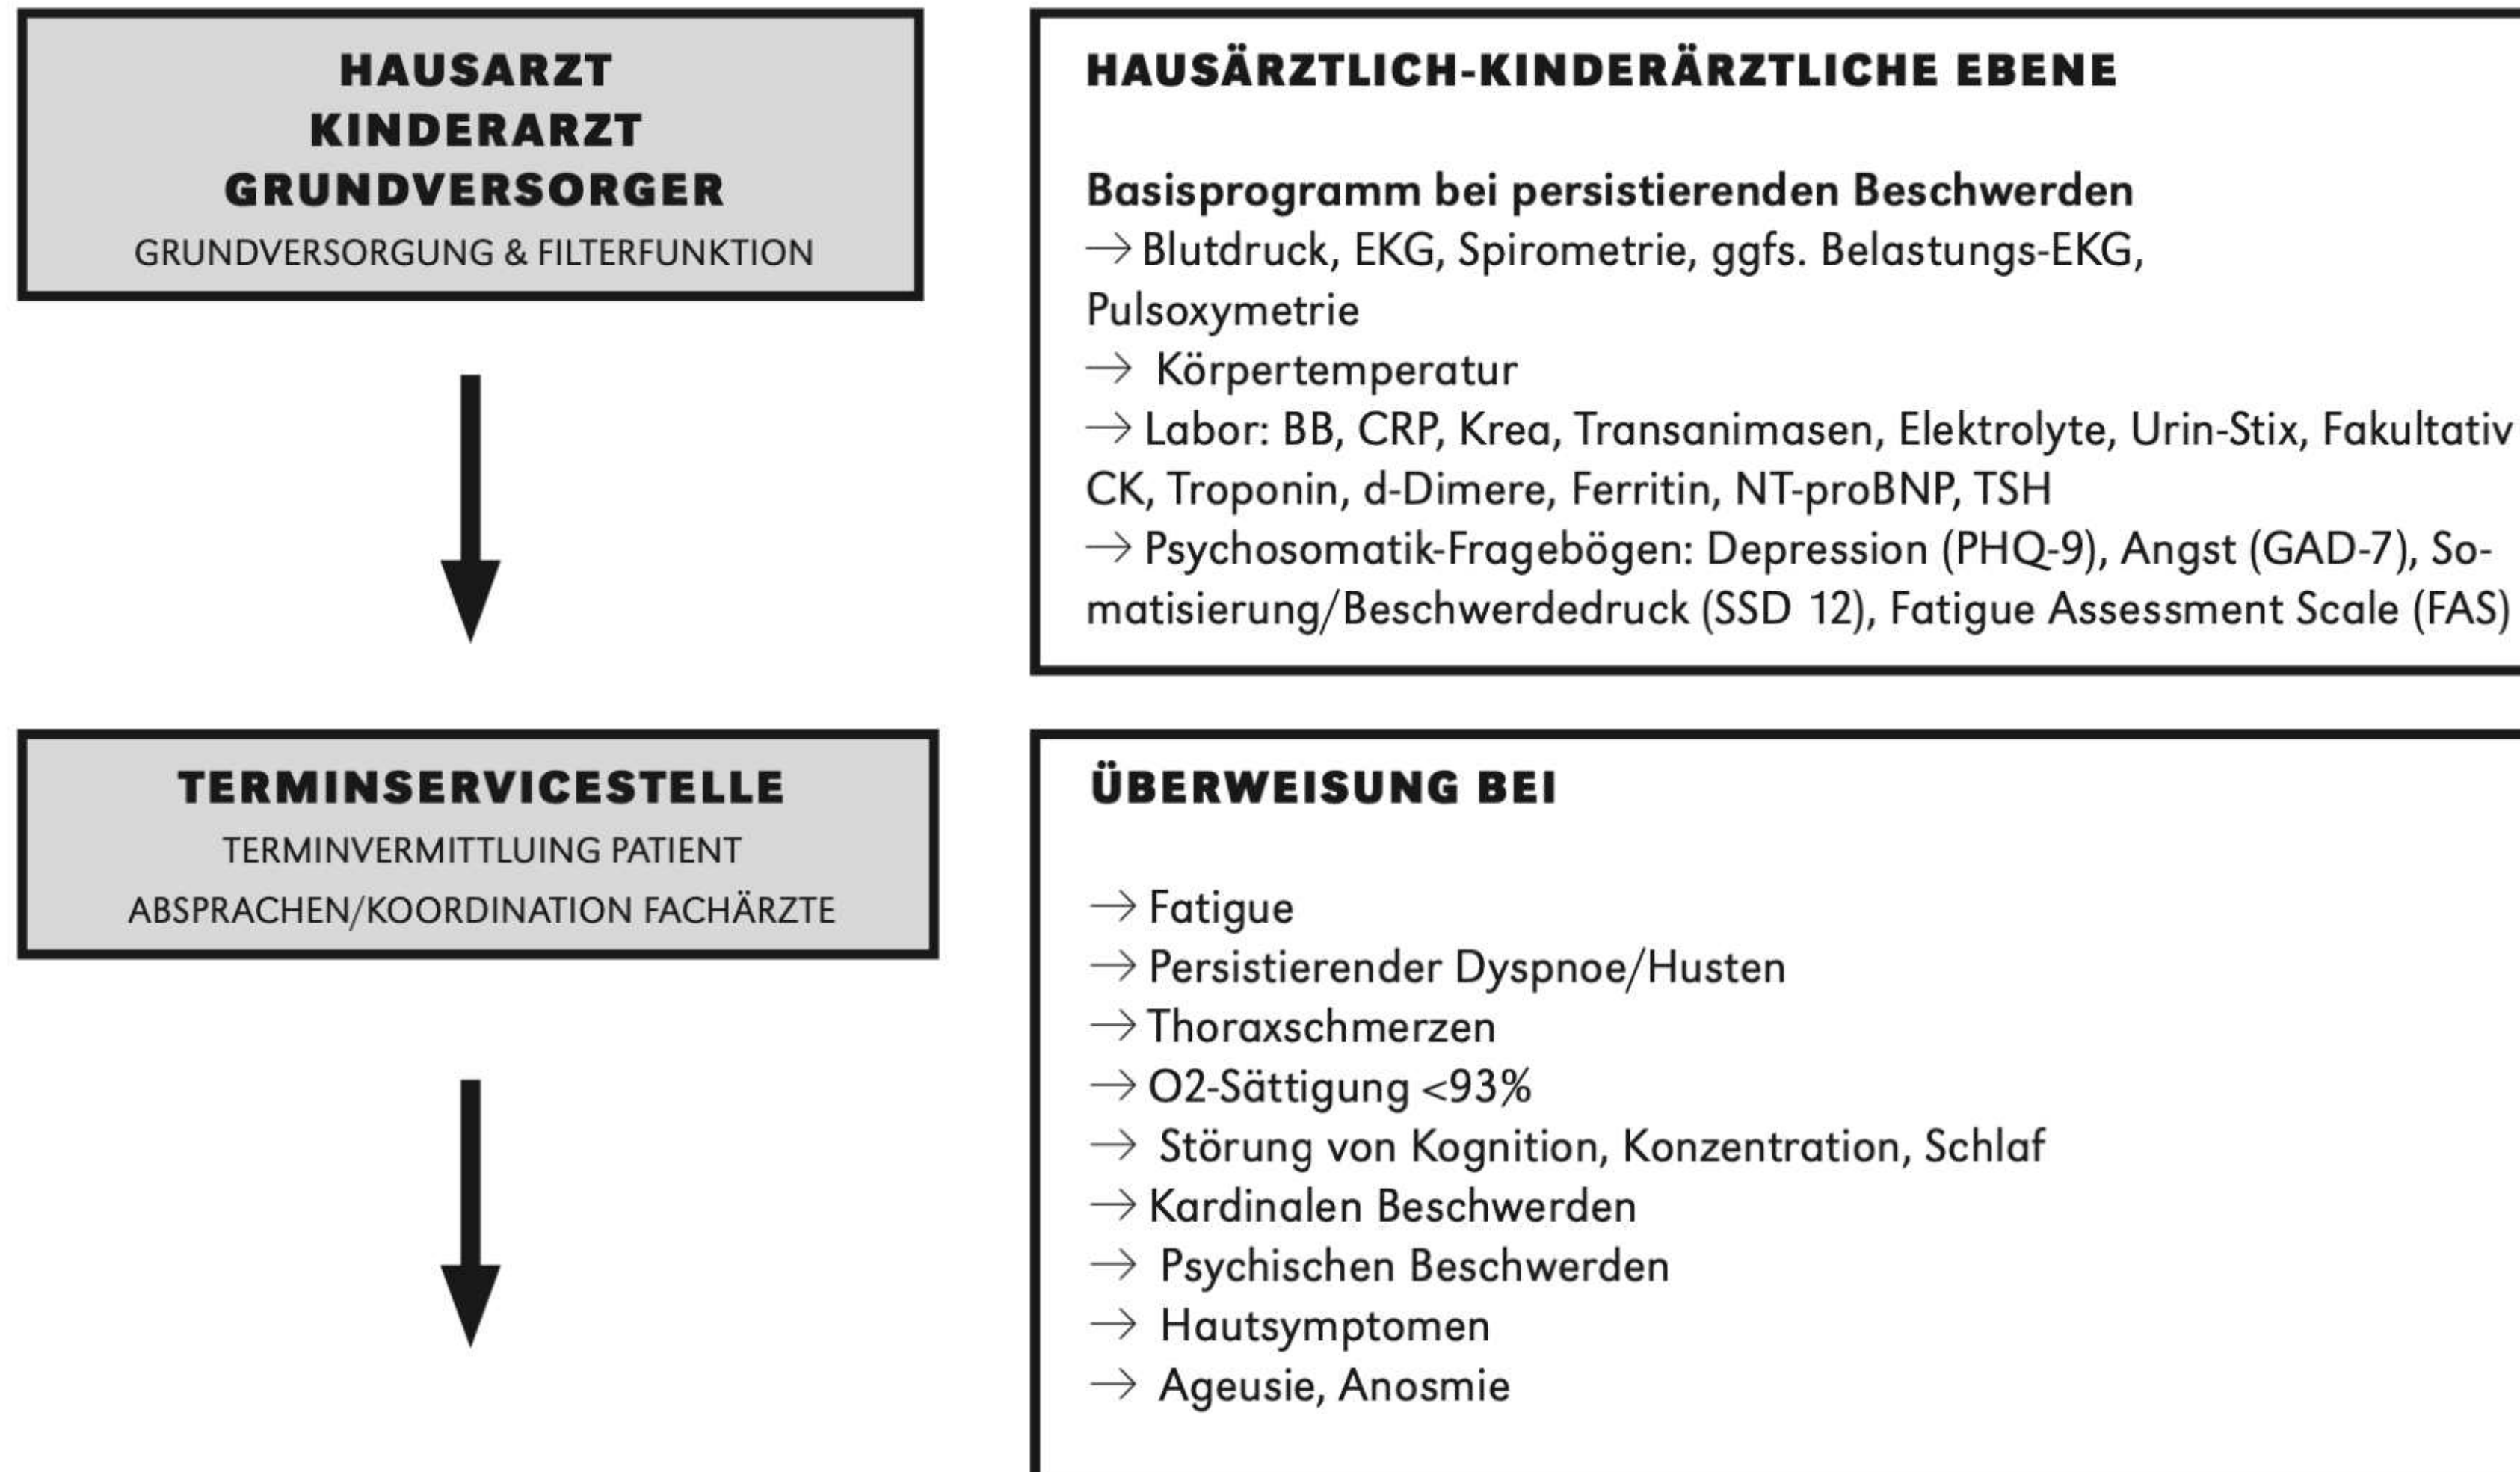 HAUSARZT
KINDERARZT
GRUNDVERSORGER
GRUNDVERSORGUNG & FILTERFUNKTION
HAUSÄRZTLICH-KINDERÄRZTLICHE EBENE
Basisprogramm bei persistierenden Beschwerden
→ Blutdruck, EKG, Spirometrie, ggfs. Belastungs-EKG,
Pulsoxymetrie
→ Körpertemperatur
→ Labor: BB, CRP, Krea, Transanimasen, Elektrolyte, Urin-Stix, Fakultativ
CK, Troponin, d-Dimere, Ferritin, NT-proBNP, TSH
→ Psychosomatik-Fragebögen: Depression (PHQ-9), Angst (GAD-7), So-
matisierung/Beschwerdedruck (SSD 12), Fatigue Assessment Scale (FAS)
TERMINSERVICESTELLE
TERMINVERMITTLUING PATIENT
ABSPRACHEN/KOORDINATION FACHÄRZTE
ÜBERWEISUNG BEI
→ Fatigue
→ Persistierender Dyspnoe/Husten
→ Thoraxschmerzen
→ O2-Sättigung <93%
→ Störung von Kognition, Konzentration, Schlaf
→ Kardinalen Beschwerden
→ Psychischen Beschwerden
→ Hautsymptomen
→ Ageusie, Anosmie